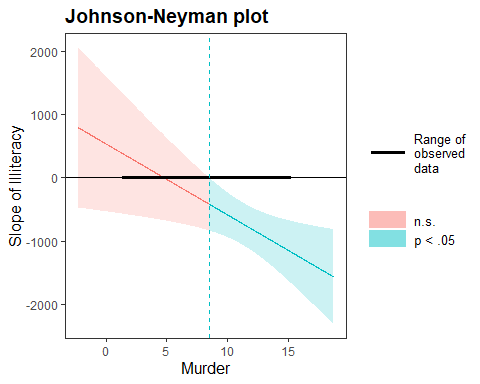 Johnson-Neyman plot
2000
1000
0
-1000
-2000
Slope of Illiteracy
0 5 10 15
Murder
Range of
observed
data
n.s.
p < .05